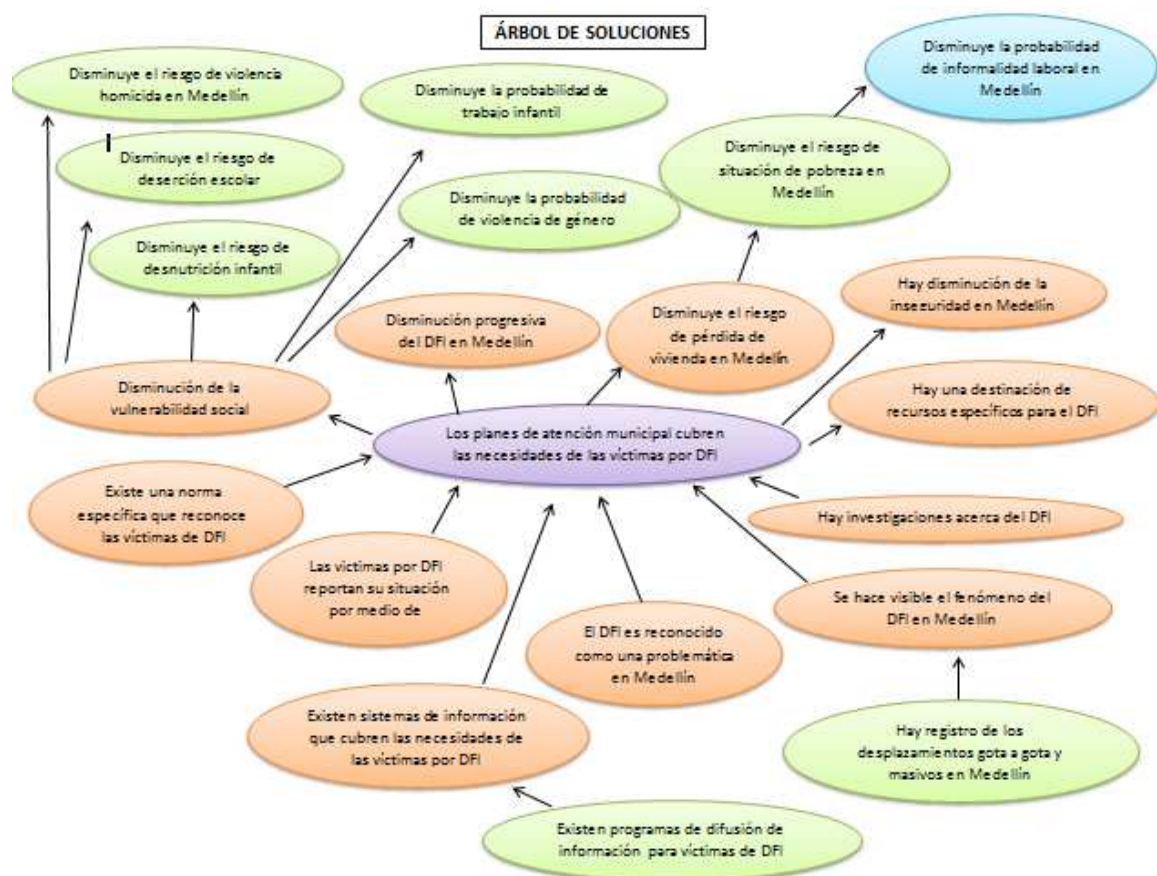 ÁRBOL DE SOLUCIONES
Disminuye el riesgo de violencia
homicida en Medellín
Disminuye la probabilidad de
trabajo infantil
Disminuye la probabilidad
de informalidad laboral en
Medellín
Disminuye el riesgo de
deserción escolar
Disminuye el riesgo de
situación de pobreza en
Medellín
Disminuye la probabilidad
de violencia de género
Disminuye el riesgo de
desnutrición infantil
Hay disminución de la
inseguridad en Medellín
Disminución progresiva
del DFI en Medellín
Disminuye el riesgo
de pérdida de
vivienda en Medellín
Disminución de la
vulnerabilidad social
Hay una destinación de
recursos específicos para el DFI
Los planes de atención municipal cubren
las necesidades de las víctimas por DFI
Existe una norma
específica que reconoce
las víctimas de DFI
Hay investigaciones acerca del DFI
Las victimas por DFI
reportan su situación
por medio de
Se hace visible el fenómeno del
DFI en Medellín
El DFI es reconocido
como una problemática
en Medellín
Existen sistemas de información
que cubren las necesidades de
las víctimas por DFI
Hay registro de los
desplazamientos gota a gota y
masivos en Medellín
Existen programas de difusión de
información para víctimas de DFI